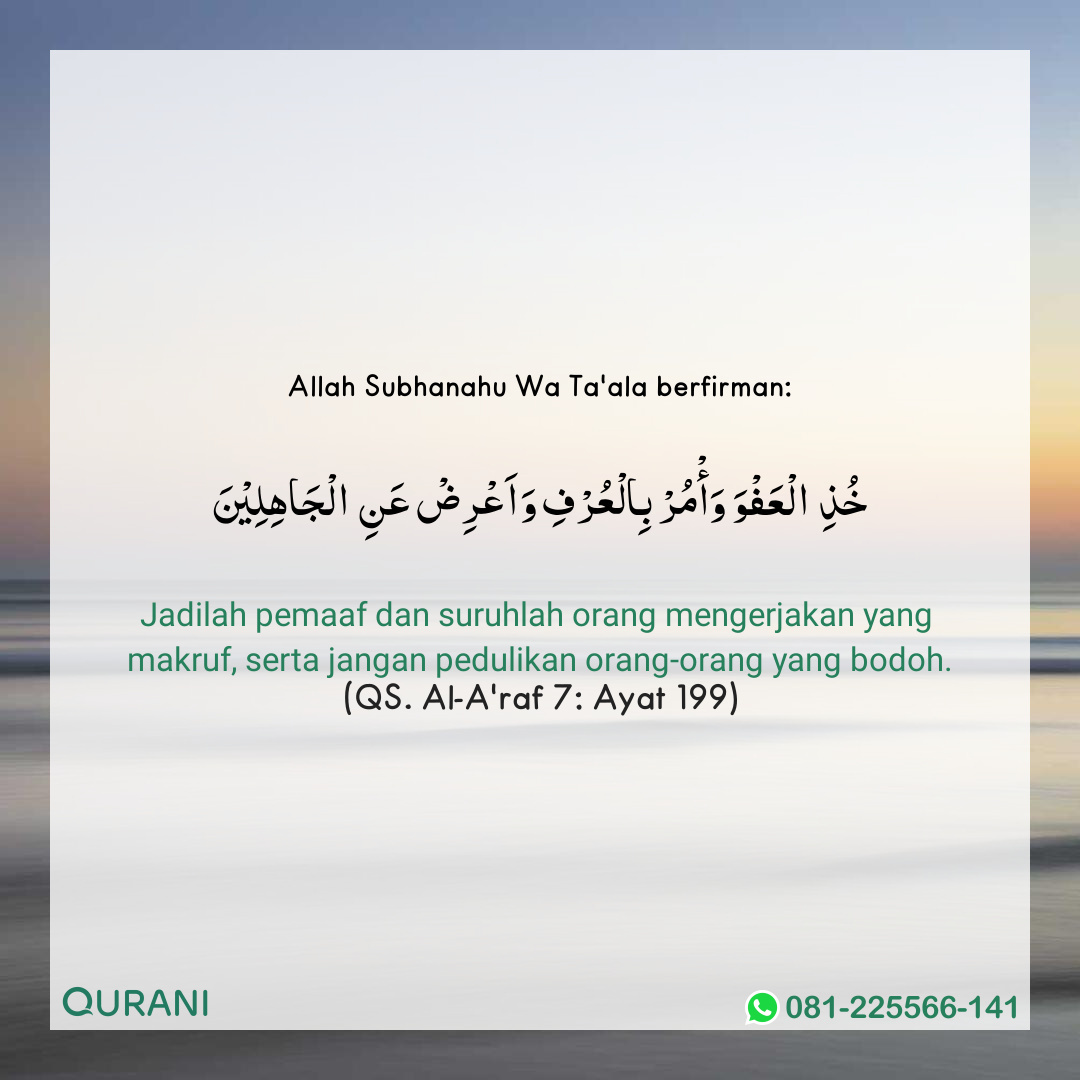 Allah Subhanahu Wa Ta'ala berfirman:
خُذِ الْعَفْوَ وَأْمُرْ بِالْعُرْفِ وَاَعْرِضْ عَنِ الْجَاهِلِيْنَ
Jadilah pemaaf dan suruhlah orang mengerjakan yang
makruf, serta jangan pedulikan orang-orang yang bodoh.
(QS. Al-A'raf 7: Ayat 199)
QURANI
081-225566-141